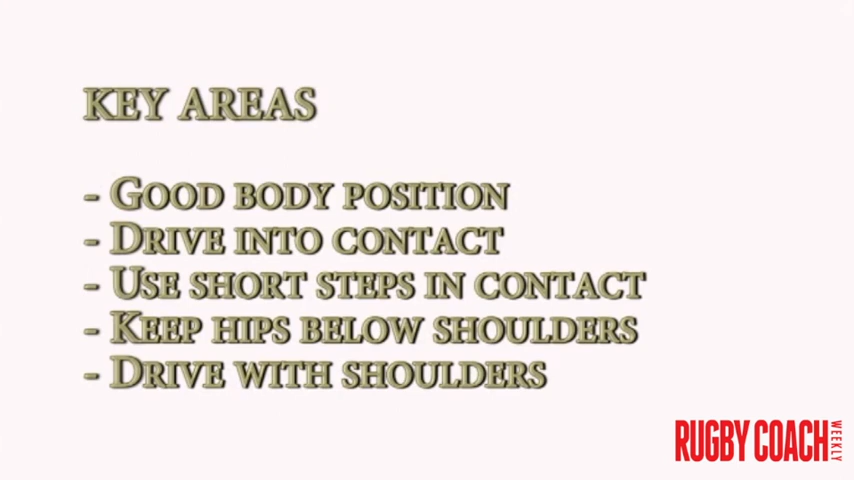 KEY AREAS
- GOOD BODY POSITION
- DRIVE INTO CONTACT
- USE SHORT STEPS IN CONTACT
- KEEP HIPS BELOW SHOULDERS
- DRIVE WITH SHOULDERS
RUGBY COACH WEEKLY